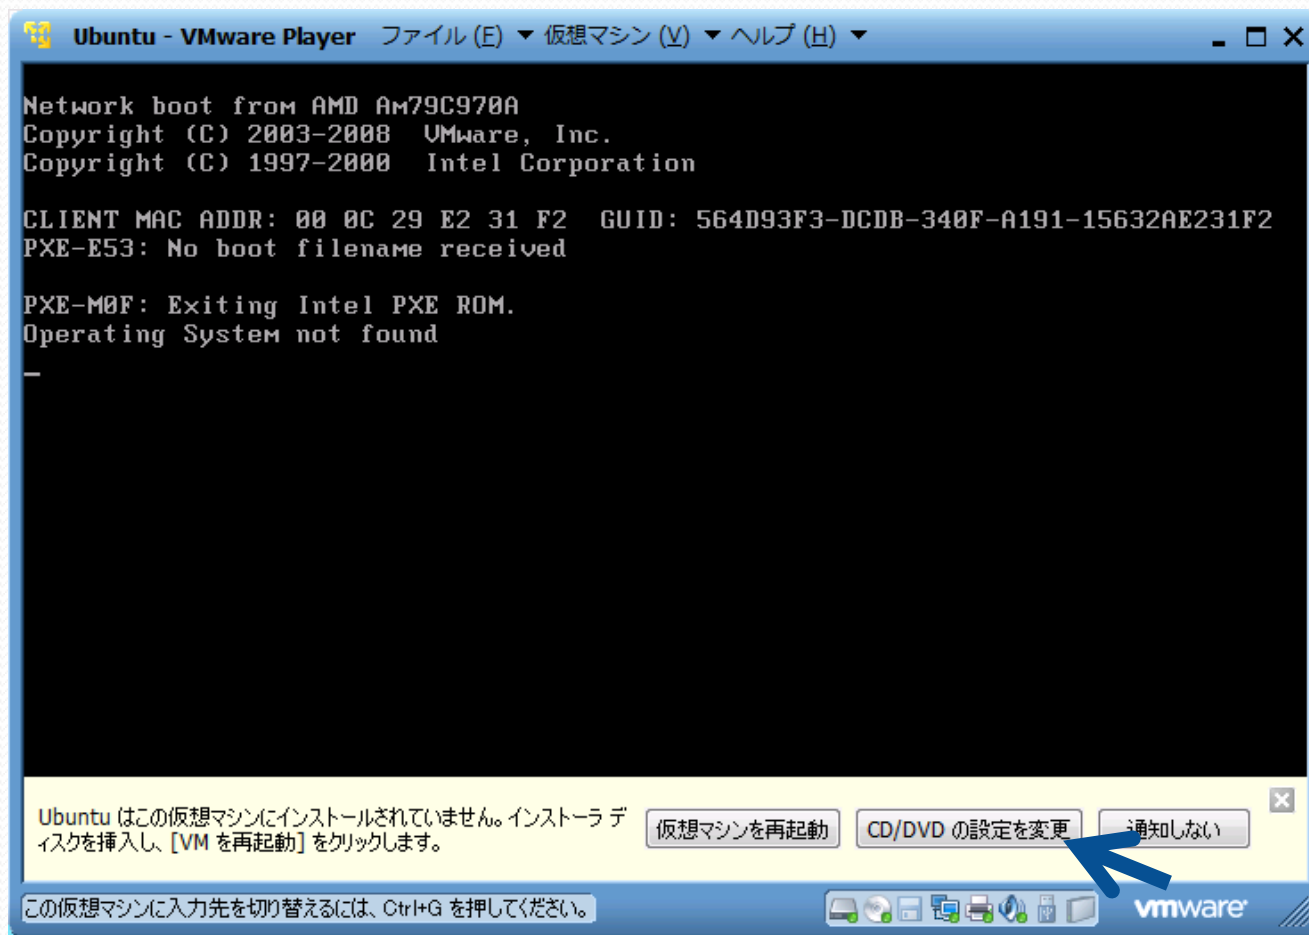 Ubuntu - VMware Player ファイル (F) ▼ 仮想マシン (V) ▼ ヘルプ (H) ▼
Network boot from AMD Am79C970A
Copyright (C) 2003-2008 VMware, Inc.
Copyright (C) 1997-2000 Intel Corporation
CLIENT MAC ADDR: 00 0C 29 E2 31 F2 GUID: 564D93F3-DCDB-340F-A191-15632AE231F2
PXE-E53: No boot filename received
PXE-M0F: Exiting Intel PXE ROM.
Operating System not found
Ubuntu はこの仮想マシンにインストールされていません。インストーラ デ
ィスクを挿入し、[VM を再起動] をクリックします。
仮想マシンを再起動 CD/DVD の設定を変更 通知しない
この仮想マシンに入力先を切り替えるには、Ctrl+G を押してください。
vmware